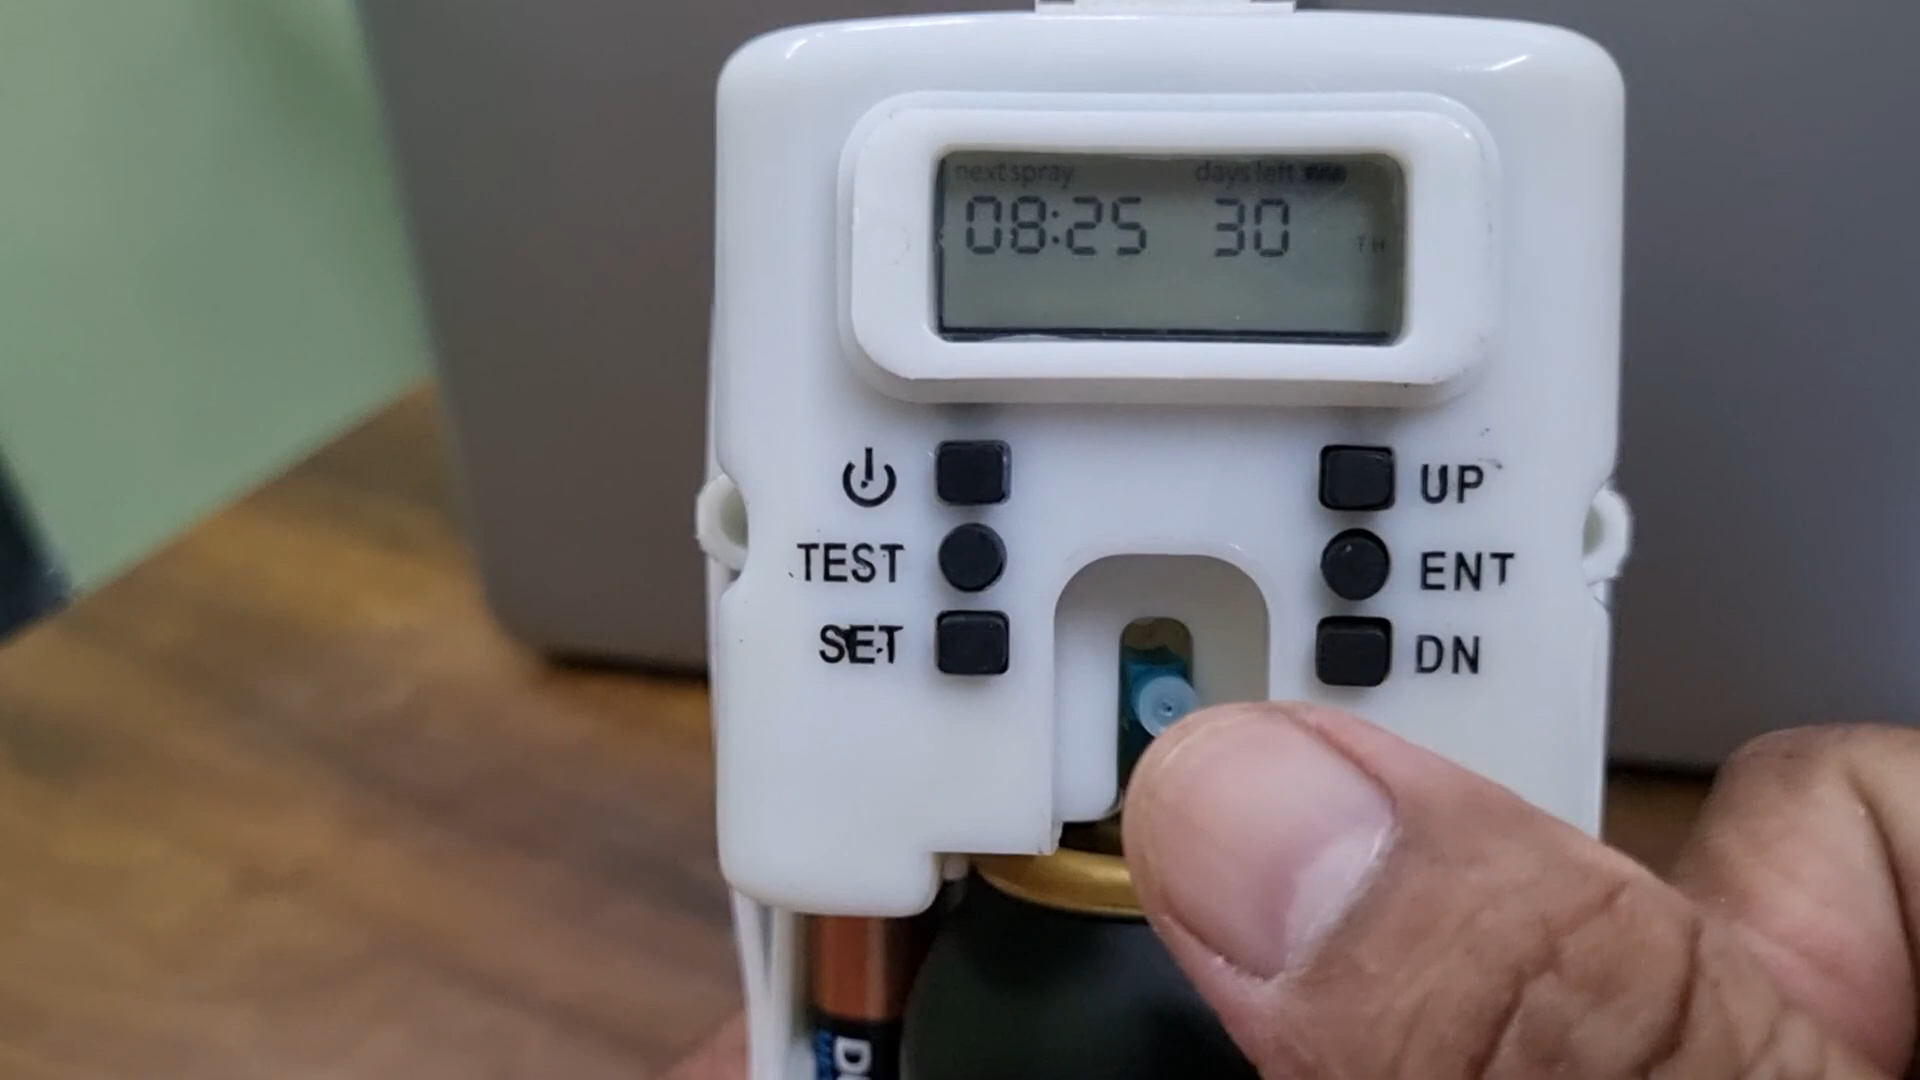 next spray days left
08:25 30
TH
UP
TEST ENT
SET DN
D